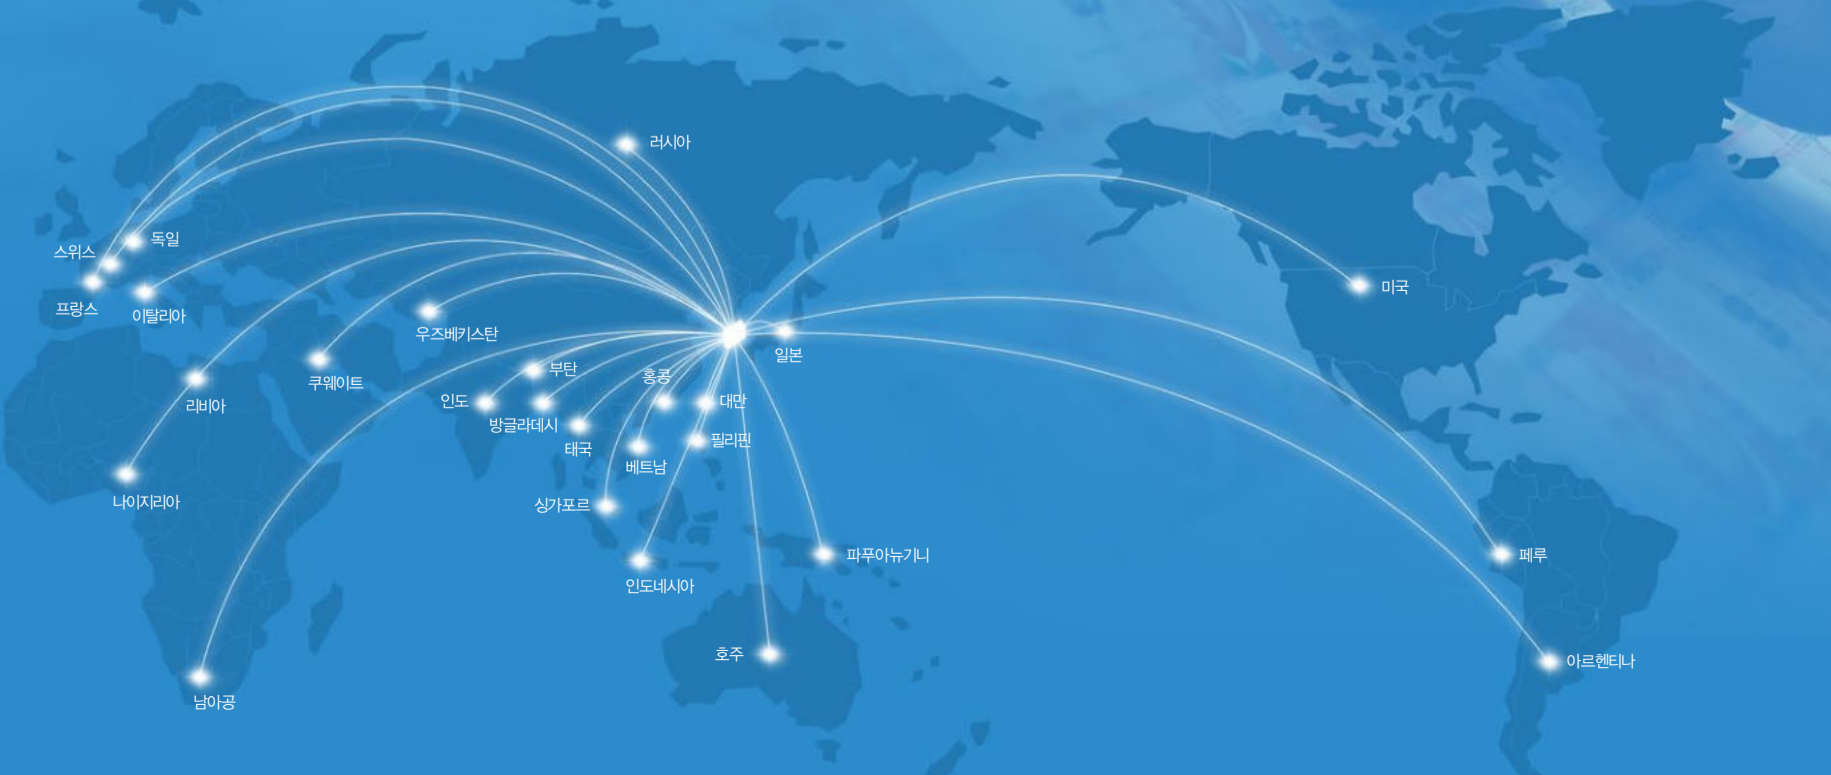 러시아
독일
스위스
프랑스
이탈리아
미국
우즈베키스탄
일본
쿠웨이트
부탄
홍콩
리비아
인도
대만
방글라데시
필리핀
태국
베트남
나이지리아
싱가포르
파푸아뉴기니
페루
인도네시아
호주
아르헨티나
남아공